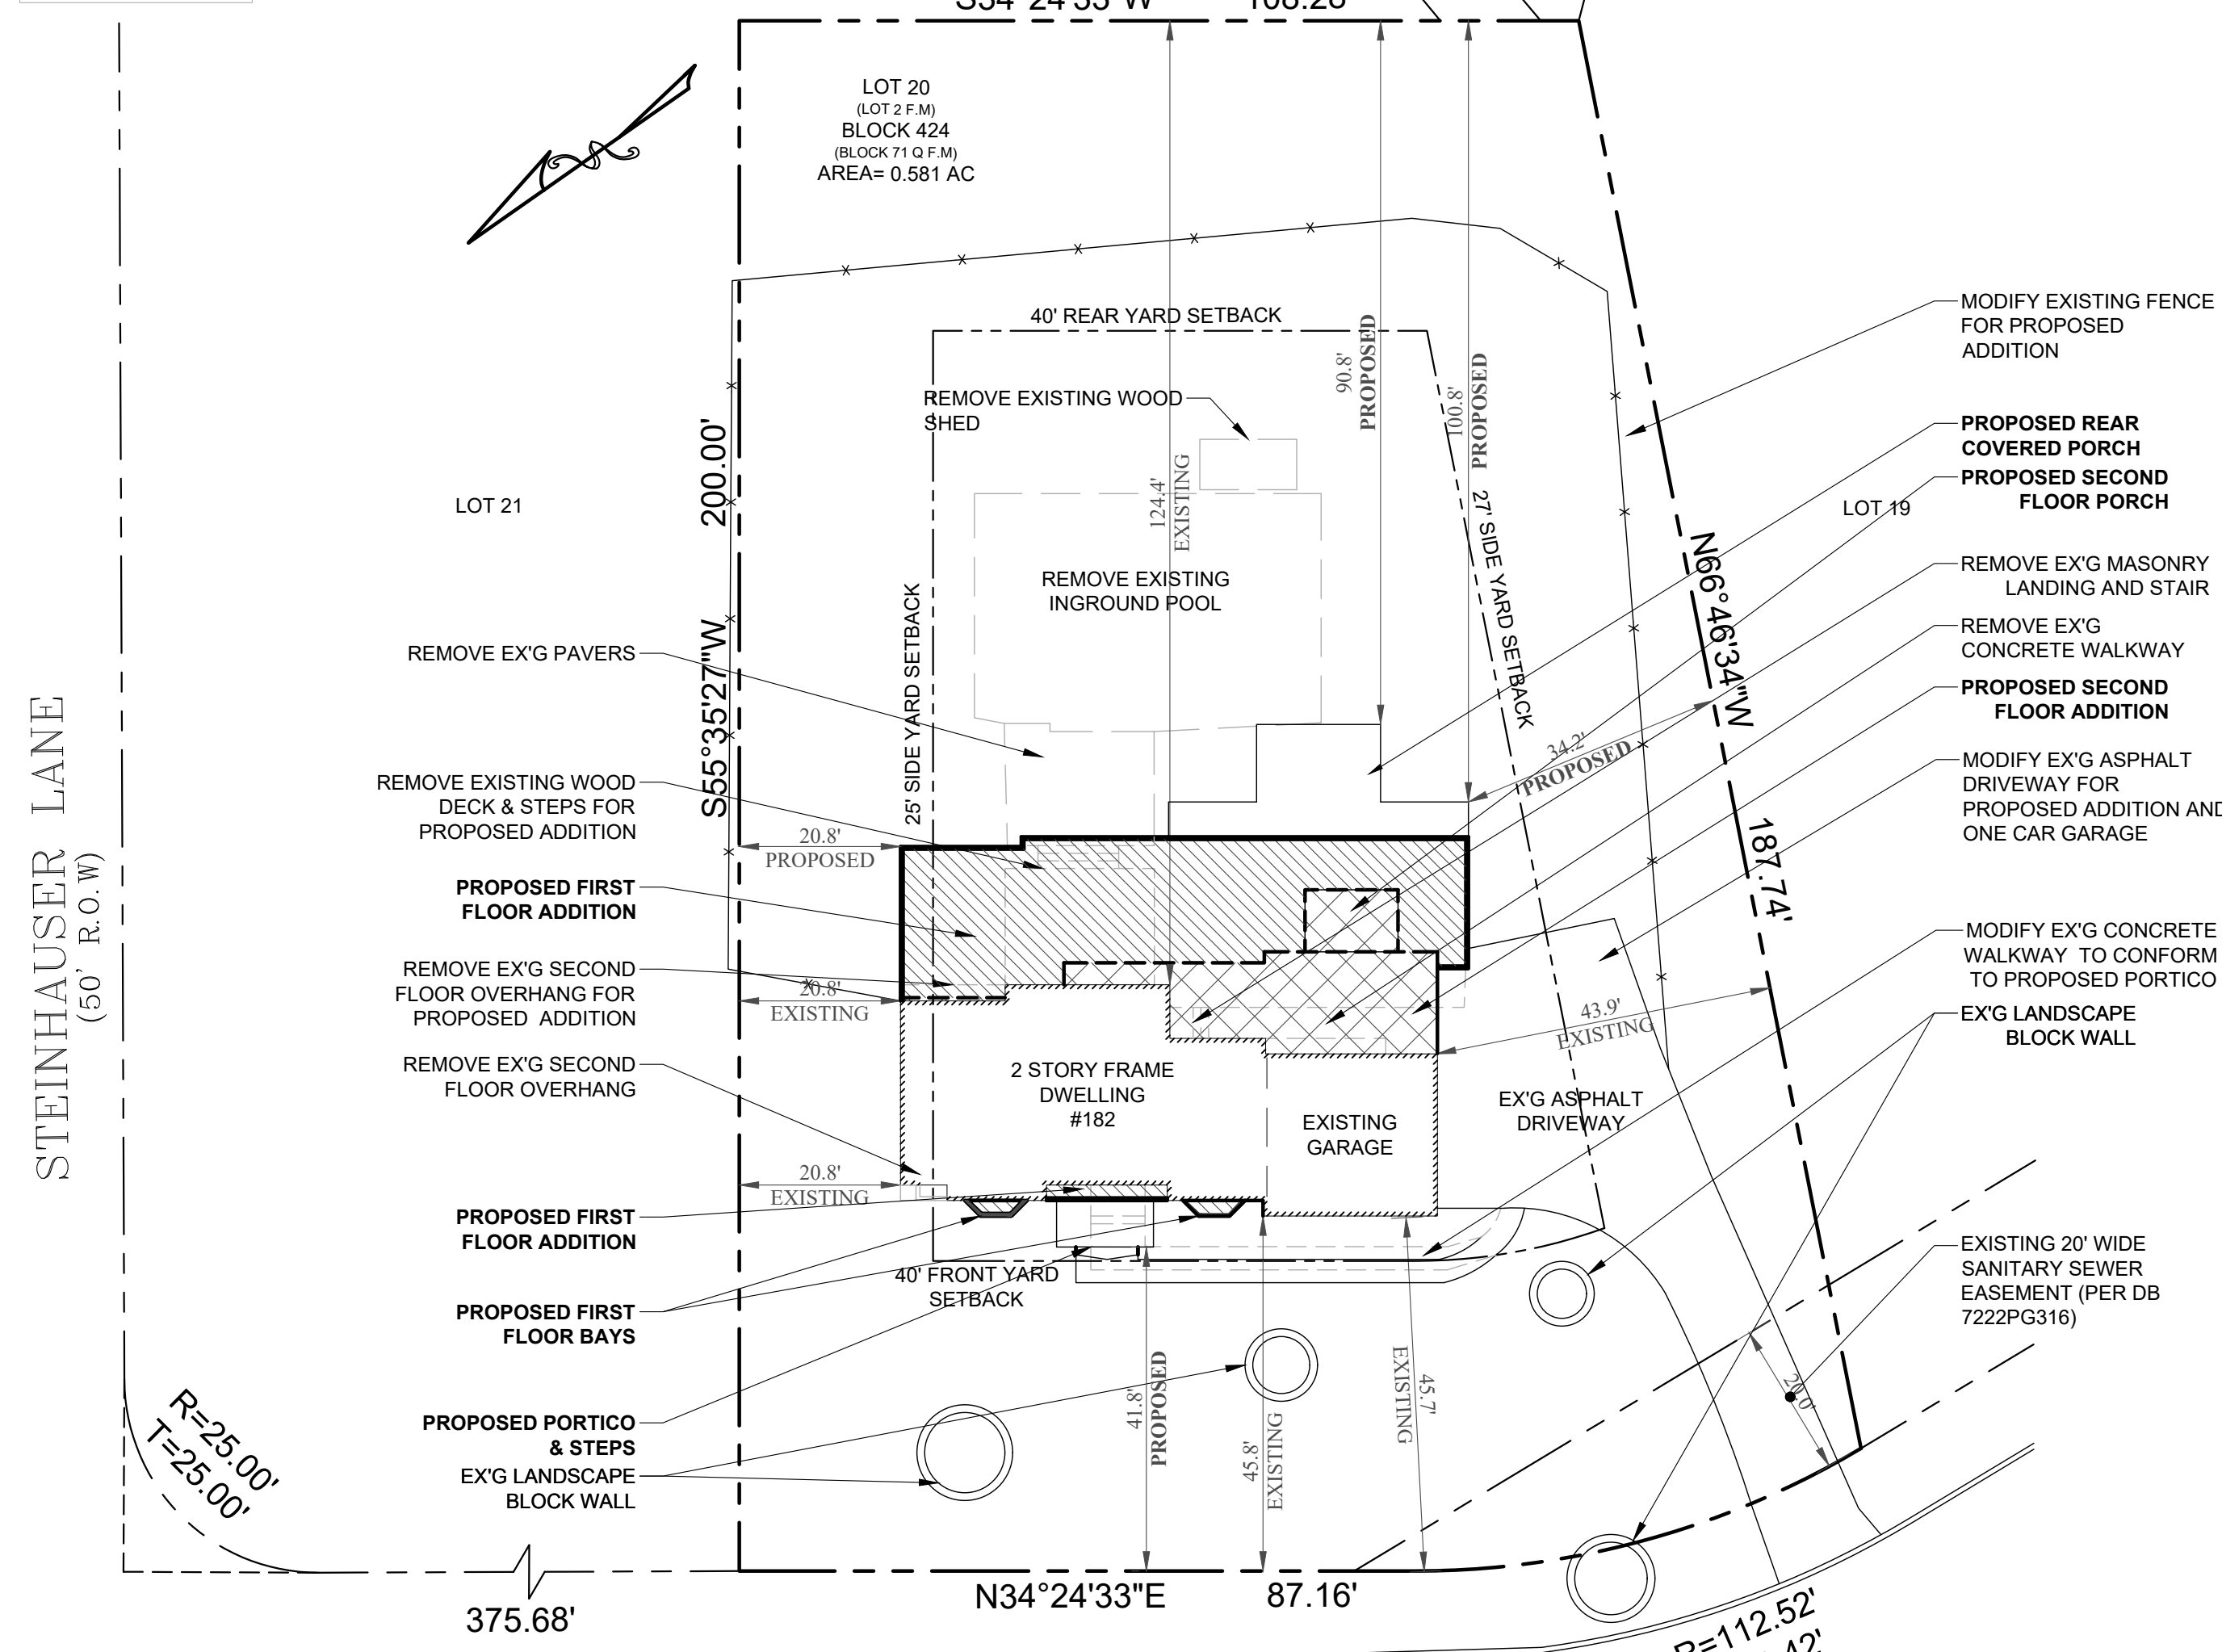 S34°24'33"W 108.28'
LOT 20
(LOT 2 F.M)
BLOCK 424
(BLOCK 71 Q F.M)
AREA= 0.581 AC
40' REAR YARD SETBACK
REMOVE EXISTING WOOD
SHED
124.4'
EXISTING
90.8'
PROPOSED
100.8'
PROPOSED
MODIFY EXISTING FENCE
FOR PROPOSED
ADDITION
PROPOSED REAR
COVERED PORCH
PROPOSED SECOND
FLOOR PORCH
LOT 21
LOT 19
200.00'
S55°35'27"W
25' SIDE YARD SETBACK
27' SIDE YARD SETBACK
N66°46'34"W
187.74'
REMOVE EXISTING
INGROUND POOL
REMOVE EX'G MASONRY
LANDING AND STAIR
REMOVE EX'G
CONCRETE WALKWAY
PROPOSED SECOND
FLOOR ADDITION
MODIFY EX'G ASPHALT
DRIVEWAY FOR
PROPOSED ADDITION AND
ONE CAR GARAGE
MODIFY EX'G CONCRETE
WALKWAY TO CONFORM
TO PROPOSED PORTICO
EX'G LANDSCAPE
BLOCK WALL
EXISTING 20' WIDE
SANITARY SEWER
EASEMENT (PER DB
7222PG316)
REMOVE EX'G PAVERS
REMOVE EXISTING WOOD
DECK & STEPS FOR
PROPOSED ADDITION
PROPOSED FIRST
FLOOR ADDITION
REMOVE EX'G SECOND
FLOOR OVERHANG FOR
PROPOSED ADDITION
REMOVE EX'G SECOND
FLOOR OVERHANG
PROPOSED FIRST
FLOOR ADDITION
PROPOSED FIRST
FLOOR BAYS
PROPOSED PORTICO
& STEPS
EX'G LANDSCAPE
BLOCK WALL
STEINHAUSER LANE
(50' R.O.W)
20.8'
PROPOSED
20.8'
EXISTING
20.8'
EXISTING
34.2'
PROPOSED
43.9'
EXISTING
2 STORY FRAME
DWELLING
#182
EXISTING
GARAGE
EX'G ASPHALT
DRIVEWAY
40' FRONT YARD
SETBACK
41.8'
PROPOSED
45.8'
EXISTING
45.7'
EXISTING
20.0'
R=25.00'
T=25.00'
375.68'
N34°24'33"E 87.16'
R=112.52'